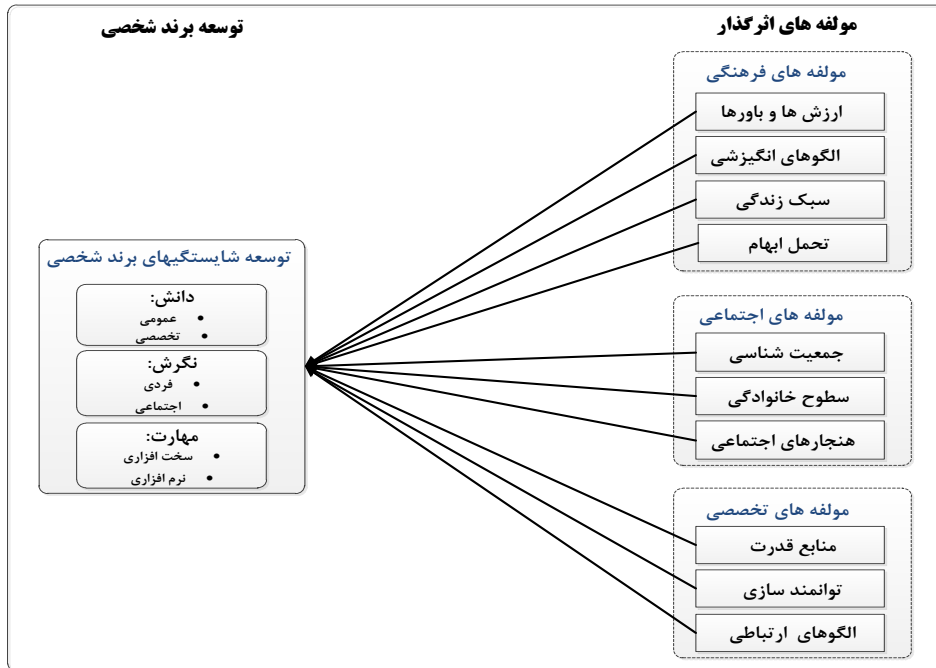 مولفه های اثرگذار
مولفه های فرهنگی
ارزش ها و باورها
الگوهای انگیزشی
سبک زندگی
تحمل ابهام
مولفه های اجتماعی
جمعیت شناسی
سطوح خانوادگی
هنجارهای اجتماعی
مولفه های تخصصی
منابع قدرت
توانمند سازی
الگوهای ارتباطی
توسعه برند شخصی
توسعه شایستگیهای برند شخصی
دانش:
• عمومی
• تخصصی
نگرش:
• فردی
• اجتماعی
مهارت:
• سخت افزاری
• نرم افزاری